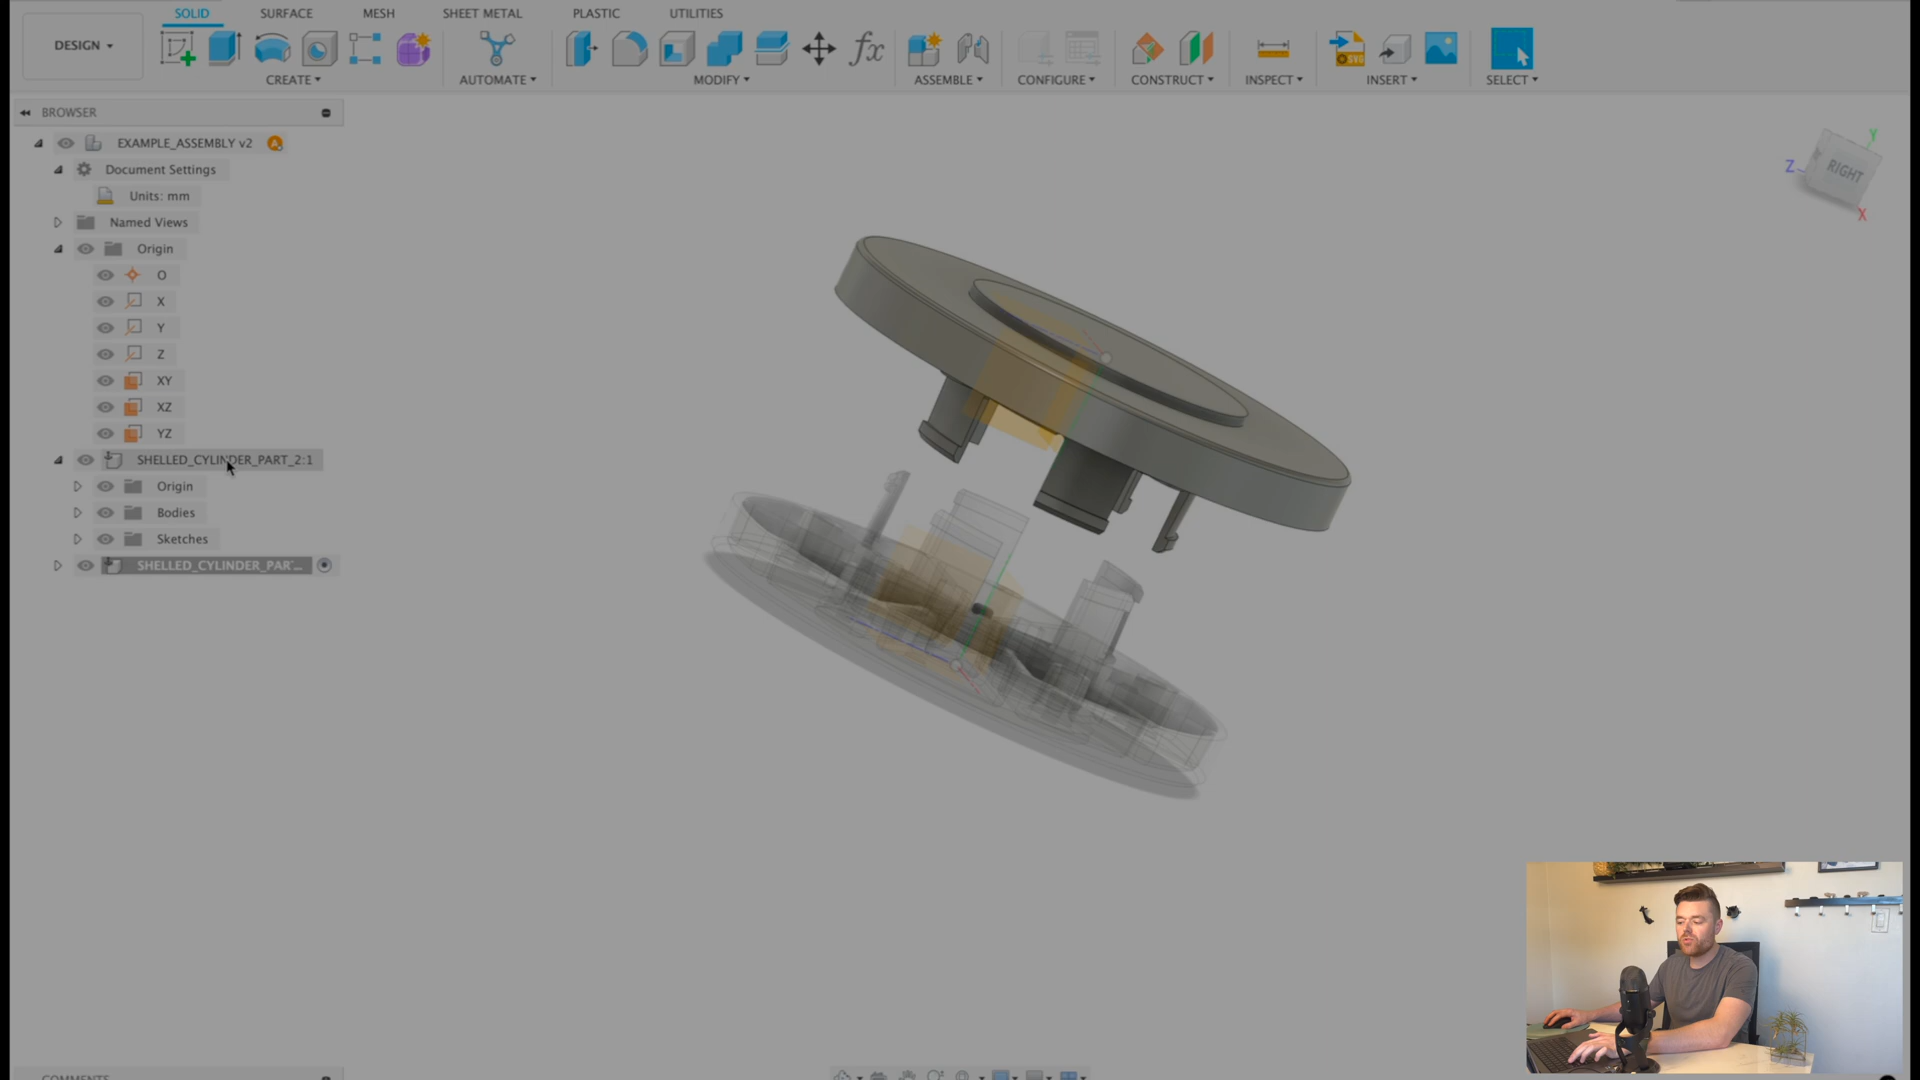 SOLID SURFACE MESH SHEET METAL PLASTIC UTILITIES
DESIGN
fx
SVG
CREATE AUTOMATE MODIFY ASSEMBLE CONFIGURE CONSTRUCT INSPECT INSERT SELECT
BROWSER
EXAMPLE_ASSEMBLY v2
A
Document Settings
Units: mm
Named Views
Origin
O
X
Y
Z
XY
XZ
YZ
SHELLED_CYLINDER_PART_2:1
Origin
Bodies
Sketches
SHELLED_CYLINDER_PAR'...
Y
Z
RIGHT
X
COMMENTS